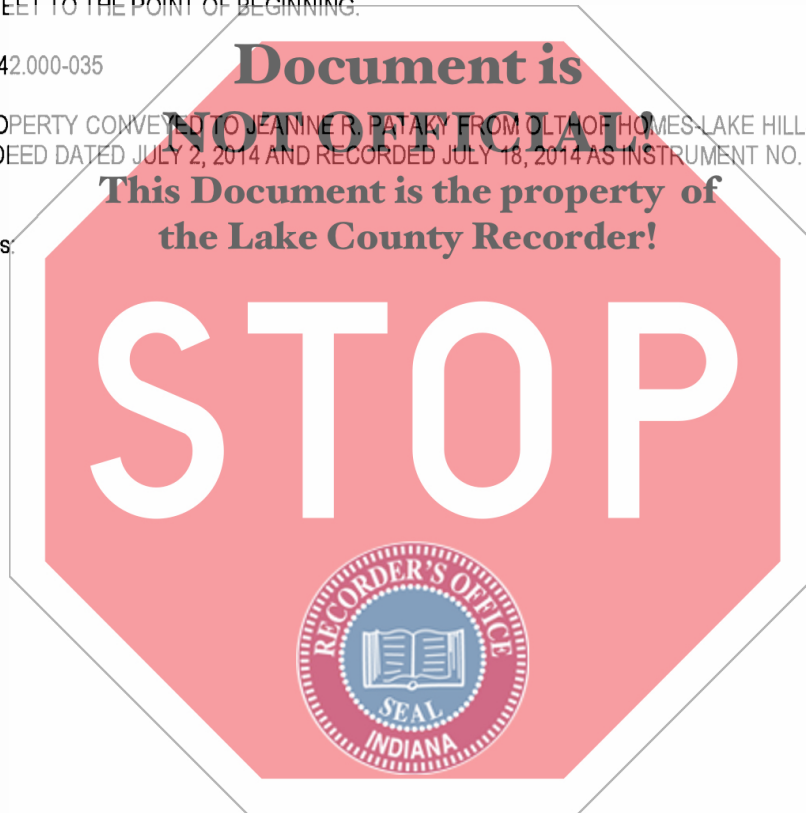 EET TO THE POINT OF BEGINNING.
42.000-035
Document is
OPERTY CONVEYED TO JEANINE R. PATAKY FROM OLTHOF HOMES-LAKE HILL
NOT OFFICIAL!
DEED DATED JULY 2, 2014 AND RECORDED JULY 18, 2014 AS INSTRUMENT NO.
This Document is the property of
the Lake County Recorder!
s:
STOP
RECORDER'S OFFICE
SEAL
INDIANA